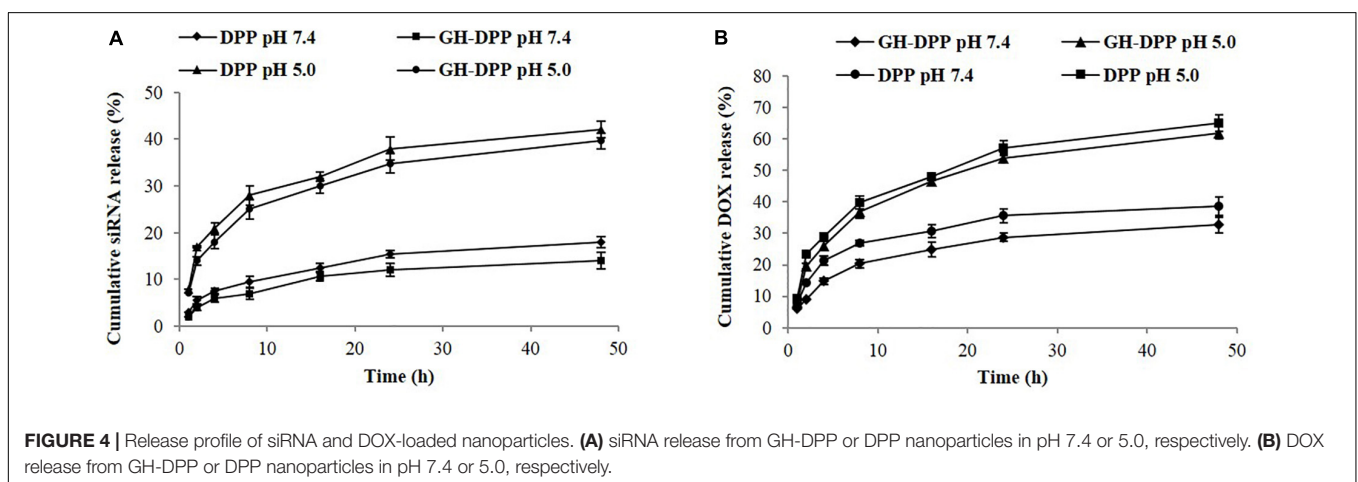 A
DPP pH 7.4
GH-DPP pH 7.4
DPP pH 5.0
GH-DPP pH 5.0
Cumulative siRNA release (%)
50
40
30
20
10
0
0 10 20 30 40 50
Time (h)
B
GH-DPP pH 7.4
GH-DPP pH 5.0
DPP pH 7.4
DPP pH 5.0
Cumulative DOX release (%)
80
70
60
50
40
30
20
10
0
0 10 20 30 40 50
Time (h)
FIGURE 4 | Release profile of siRNA and DOX-loaded nanoparticles. (A) siRNA release from GH-DPP or DPP nanoparticles in pH 7.4 or 5.0, respectively. (B) DOX
release from GH-DPP or DPP nanoparticles in pH 7.4 or 5.0, respectively.